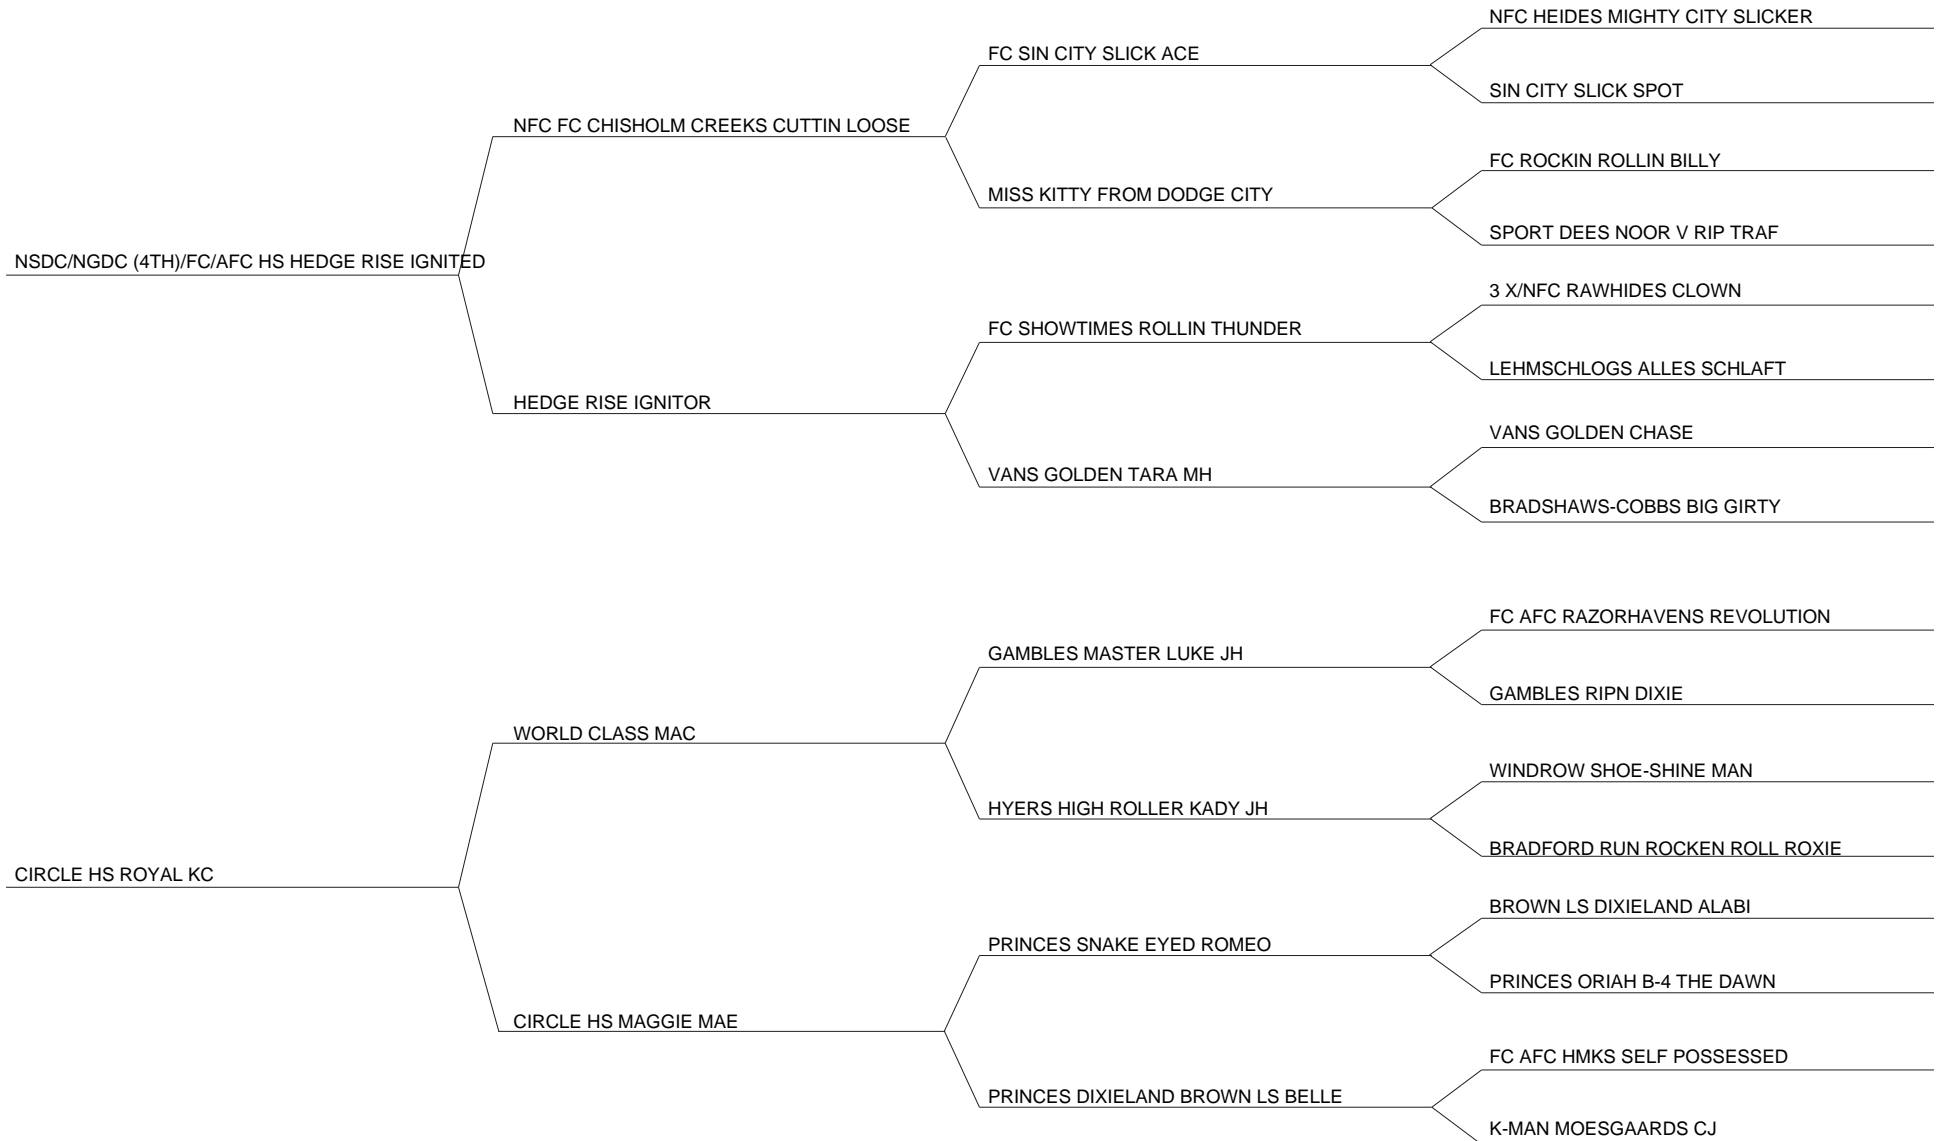 NFC HEIDES MIGHTY CITY SLICKER
FC SIN CITY SLICK ACE
SIN CITY SLICK SPOT
NFC FC CHISHOLM CREEKS CUTTIN LOOSE
FC ROCKIN ROLLIN BILLY
MISS KITTY FROM DODGE CITY
SPORT DEES NOOR V RIP TRAF
NSDC/NGDC (4TH)/FC/AFC HS HEDGE RISE IGNITED
3 X/NFC RAWHIDES CLOWN
FC SHOWTIMES ROLLIN THUNDER
LEHMSCHLOGS ALLES SCHLAFT
HEDGE RISE IGNITOR
VANS GOLDEN CHASE
VANS GOLDEN TARA MH
BRADSHAWS-COBBS BIG GIRTY
FC AFC RAZORHAVENS REVOLUTION
GAMBLES MASTER LUKE JH
GAMBLES RIPN DIXIE
WORLD CLASS MAC
WINDROW SHOE-SHINE MAN
HYERS HIGH ROLLER KADY JH
BRADFORD RUN ROCKEN ROLL ROXIE
CIRCLE HS ROYAL KC
BROWN LS DIXIELAND ALABI
PRINCES SNAKE EYED ROMEO
PRINCES ORIAH B-4 THE DAWN
CIRCLE HS MAGGIE MAE
FC AFC HMKS SELF POSSESSED
PRINCES DIXIELAND BROWN LS BELLE
K-MAN MOESGAARDS CJ